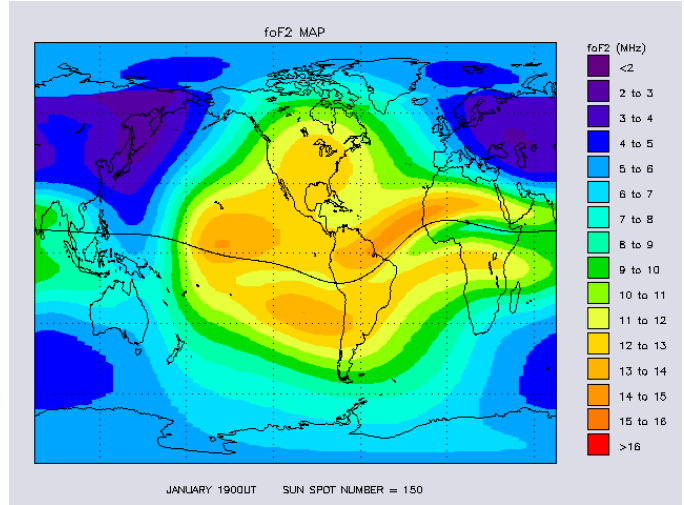 foF2 MAP
foF2 (MHz)
<2
2 to 3
3 to 4
4 to 5
5 to 6
6 to 7
7 to 8
8 to 9
9 to 10
10 to 11
11 to 12
12 to 13
13 to 14
14 to 15
15 to 16
>16
JANUARY 1900UT SUN SPOT NUMBER = 150